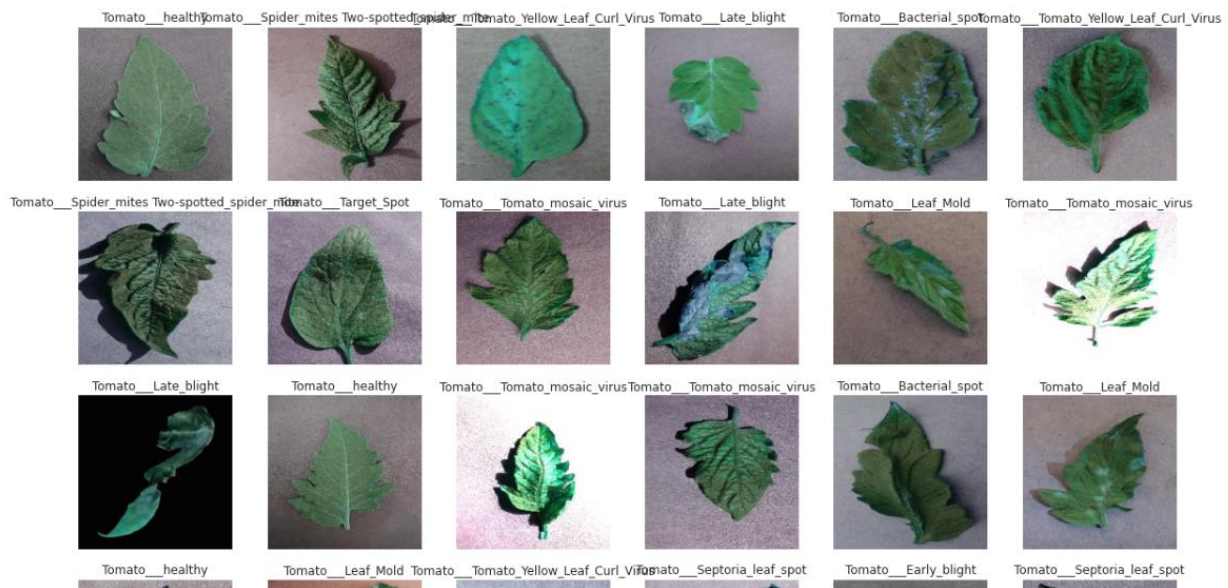 Tomato___healthy Tomato___Spider_mites Two-spotted_spider_mite Tomato___Tomato_Yellow_Leaf_Curl_Virus Tomato___Late_blight Tomato___Bacterial_spot Tomato___Tomato_Yellow_Leaf_Curl_Virus
Tomato___Spider_mites Two-spotted_spider_mite Tomato___Target_Spot Tomato___Tomato_mosaic_virus Tomato___Late_blight Tomato___Leaf_Mold Tomato___Tomato_mosaic_virus
Tomato___Late_blight Tomato___healthy Tomato___Tomato_mosaic_virus Tomato___Tomato_mosaic_virus Tomato___Bacterial_spot Tomato___Leaf_Mold
Tomato___healthy Tomato___Leaf_Mold Tomato___Tomato_Yellow_Leaf_Curl_Virus Tomato___Septoria_leaf_spot Tomato___Early_blight Tomato___Septoria_leaf_spot